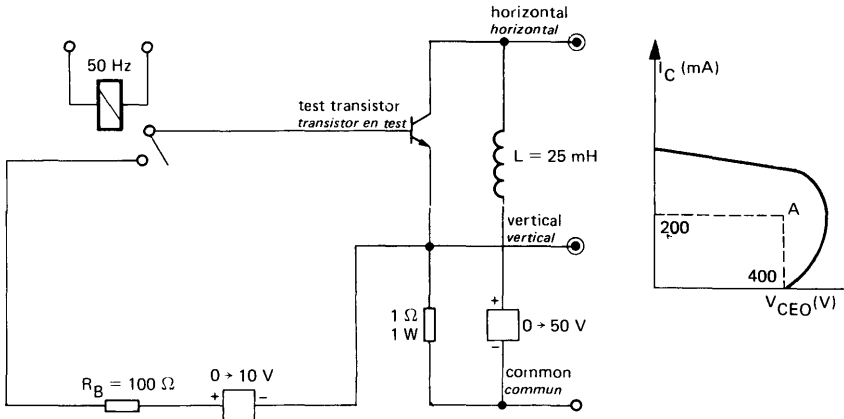 horizontal
horizontal
50 Hz
test transistor
transistor en test
L = 25 mH
vertical
vertical
1 Ω
1 W
+
0 → 50 V
−
common
commun
R_B = 100 Ω
0 → 10 V
+ −
I_C (mA)
A
200
400
V_CEO (V)